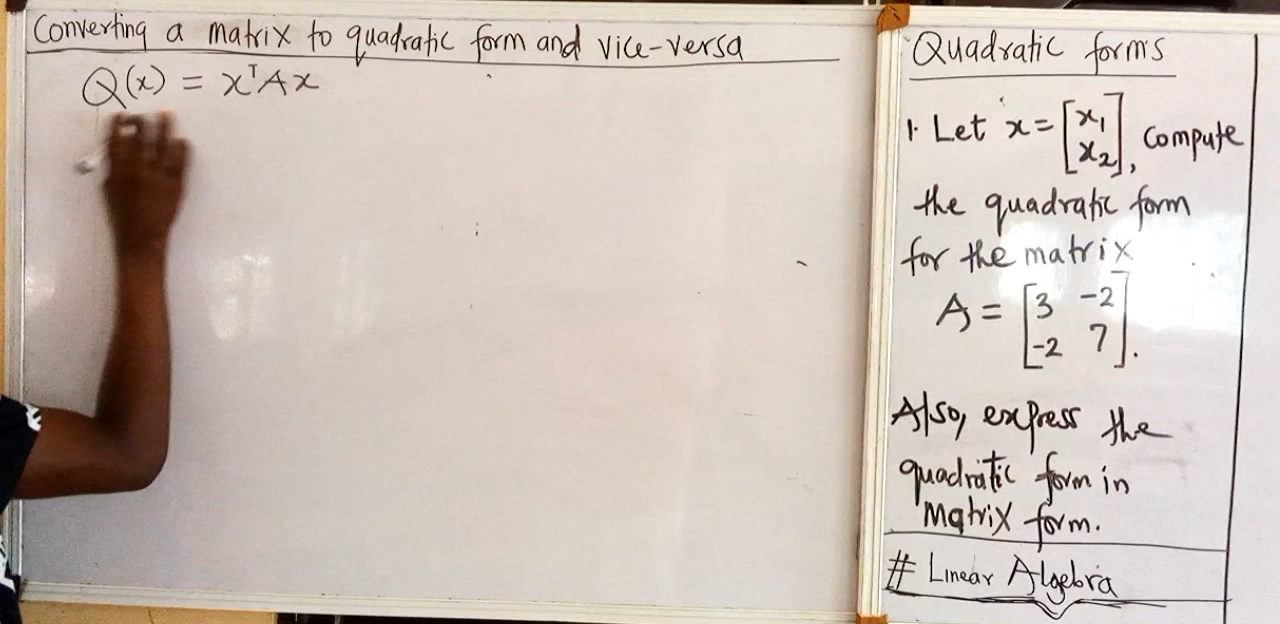 Converting a matrix to quadratic form and vice-versa
Q(x) = xᵀAx
Quadratic forms
1. Let x = [x₁
x₂], compute
the quadratic form
for the matrix
A = [3 -2
-2 7].
Also, express the
quadratic form in
Matrix form.
# Linear Algebra